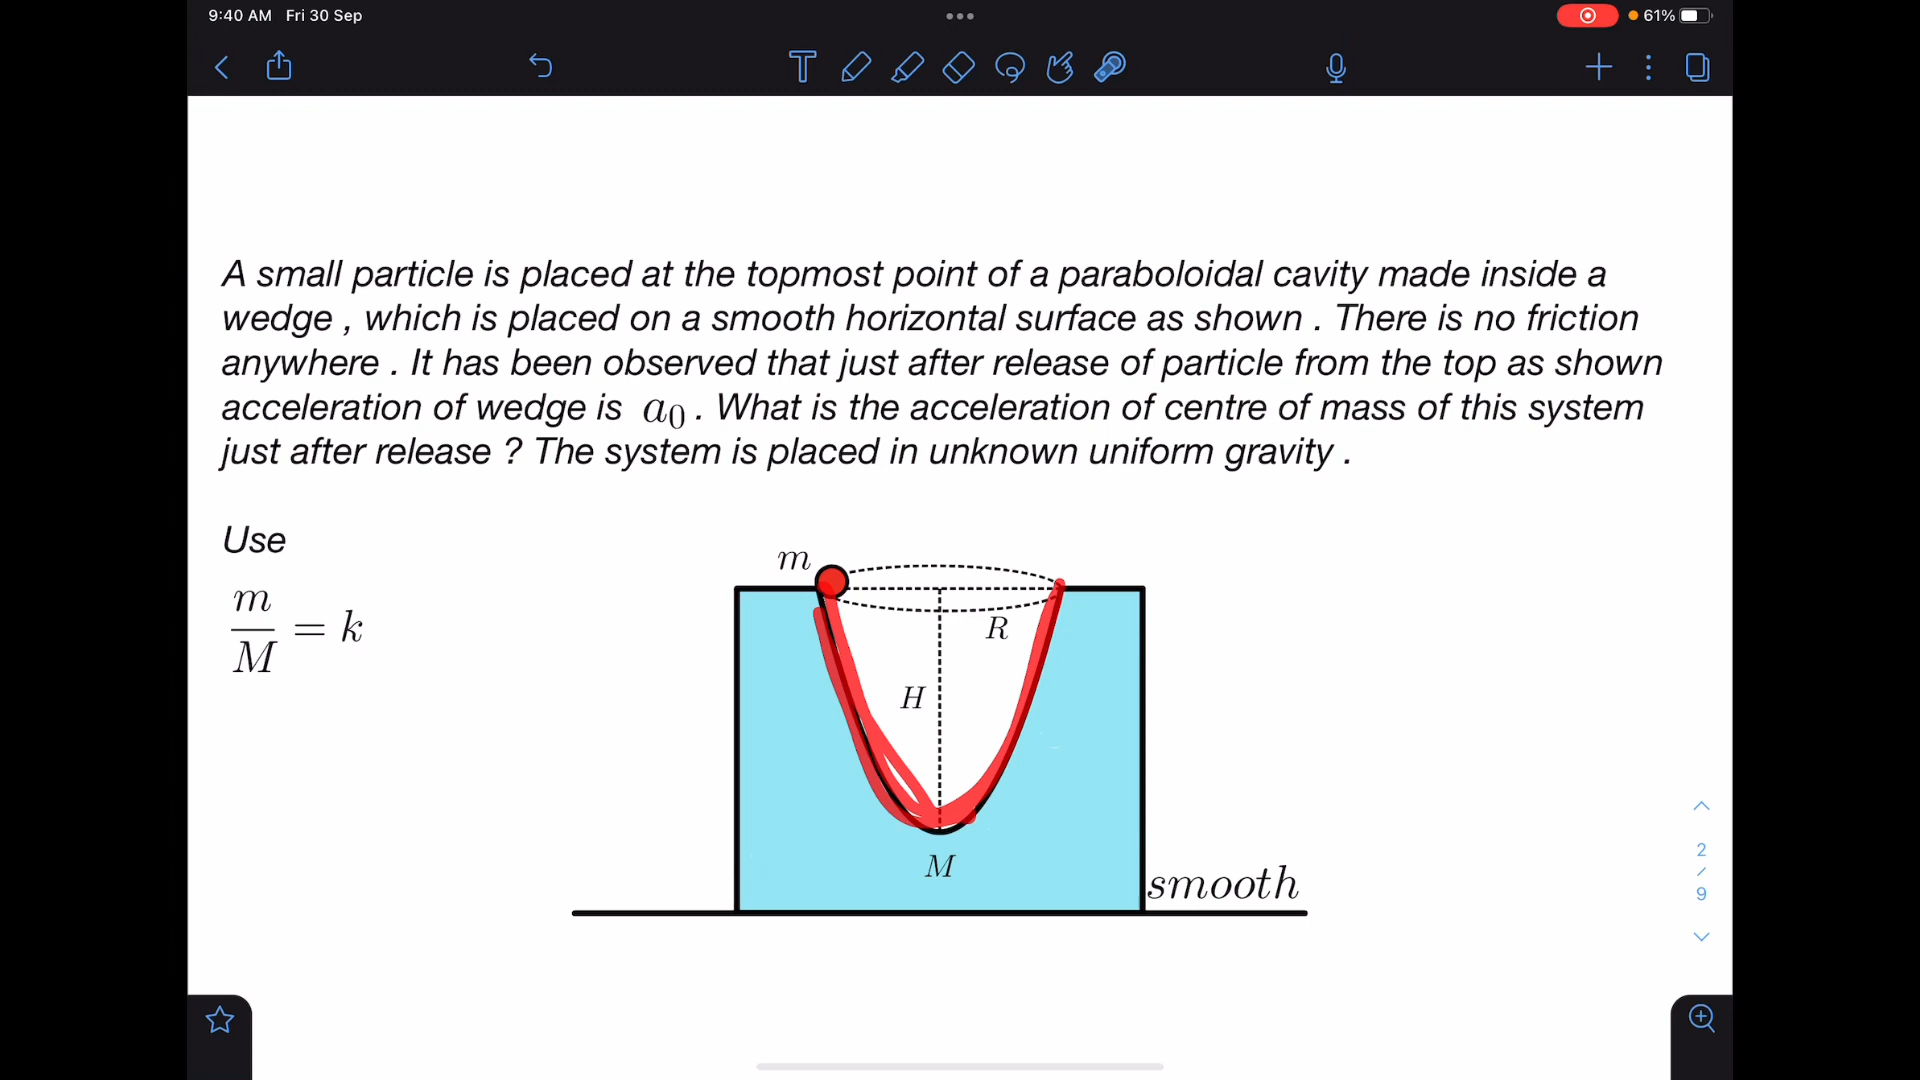 9:40 AM Fri 30 Sep
61%
T
A small particle is placed at the topmost point of a paraboloidal cavity made inside a
wedge , which is placed on a smooth horizontal surface as shown . There is no friction
anywhere . It has been observed that just after release of particle from the top as shown
acceleration of wedge is a₀ . What is the acceleration of centre of mass of this system
just after release ? The system is placed in unknown uniform gravity .
Use
m/M = k
m
R
H
M
smooth
2
/
9